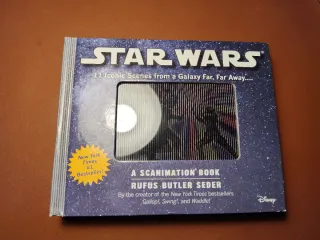 STAR WARS
11 Iconic Scenes from a Galaxy Far, Far Away....
New York
Times
#1
Bestseller!
A SCANIMATION BOOK
RUFUS BUTLER SEDER
By the creator of the New York Times bestsellers
Gallop!, Swing!, and Waddle!
Disney